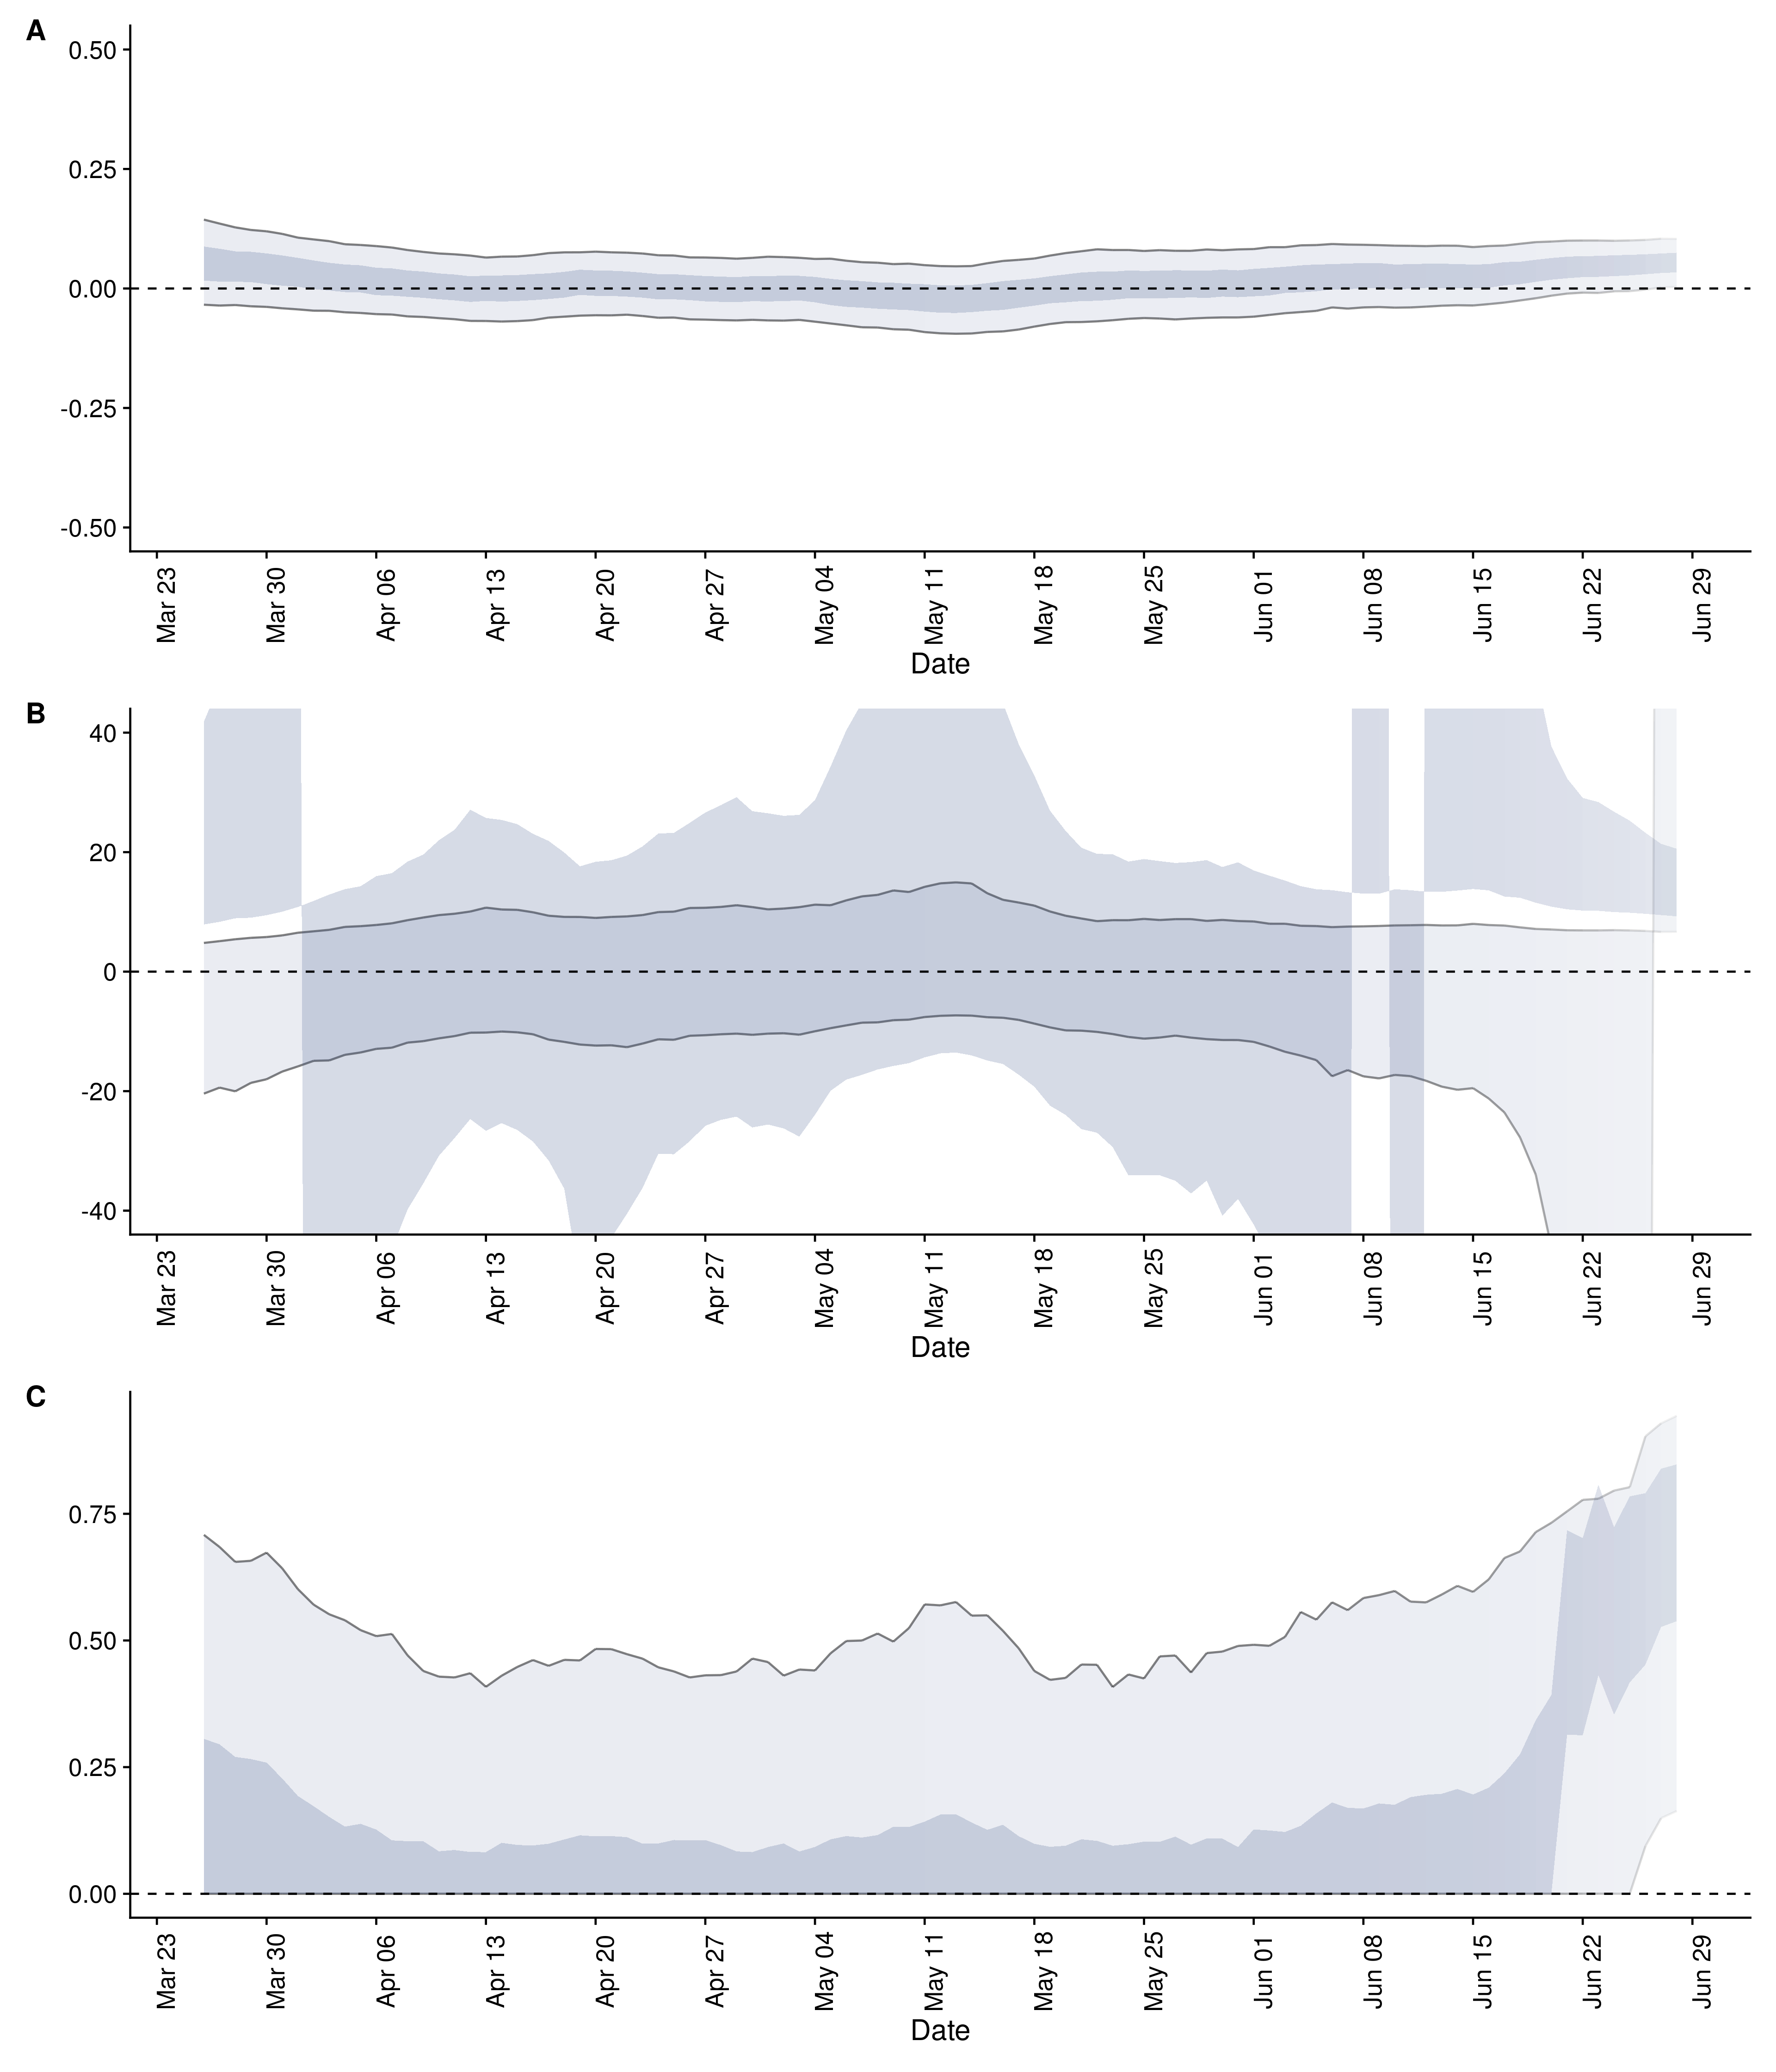 A
0.50
0.25
0.00
-0.25
-0.50
Mar 23
Mar 30
Apr 06
Apr 13
Apr 20
Apr 27
May 04
May 11
May 18
May 25
Jun 01
Jun 08
Jun 15
Jun 22
Jun 29
Date
B
40
20
0
-20
-40
Mar 23
Mar 30
Apr 06
Apr 13
Apr 20
Apr 27
May 04
May 11
May 18
May 25
Jun 01
Jun 08
Jun 15
Jun 22
Jun 29
Date
C
0.75
0.50
0.25
0.00
Mar 23
Mar 30
Apr 06
Apr 13
Apr 20
Apr 27
May 04
May 11
May 18
May 25
Jun 01
Jun 08
Jun 15
Jun 22
Jun 29
Date